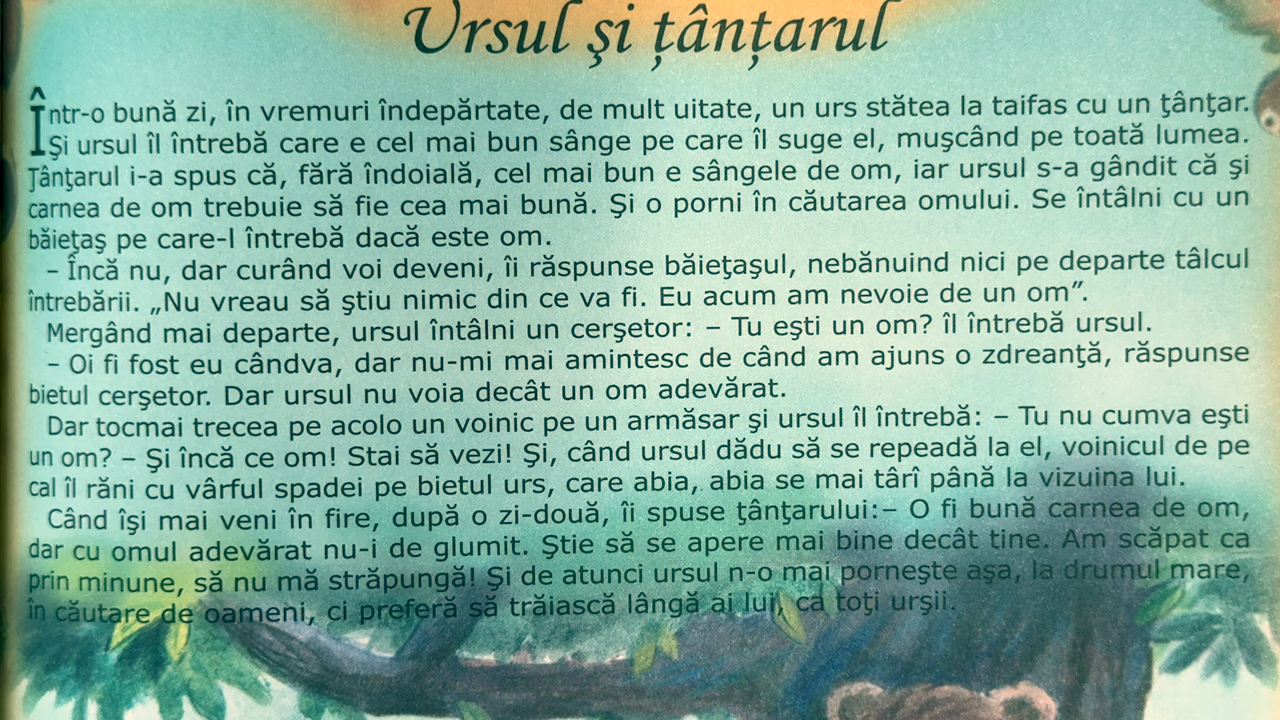 Ursul și țânțarul
Într-o bună zi, în vremuri îndepărtate, de mult uitate, un urs stătea la taifas cu un ţânţar.
Şi ursul îl întrebă care e cel mai bun sânge pe care îl suge el, muşcând pe toată lumea.
Ţânţarul i-a spus că, fără îndoială, cel mai bun e sângele de om, iar ursul s-a gândit că şi
carnea de om trebuie să fie cea mai bună. Şi o porni în căutarea omului. Se întâlni cu un
băieţaş pe care-l întrebă dacă este om.
– Încă nu, dar curând voi deveni, îi răspunse băieţaşul, nebănuind nici pe departe tâlcul
întrebării. „Nu vreau să ştiu nimic din ce va fi. Eu acum am nevoie de un om”.
Mergând mai departe, ursul întâlni un cerşetor: – Tu eşti un om? îl întrebă ursul.
– Oi fi fost eu cândva, dar nu-mi mai amintesc de când am ajuns o zdreanţă, răspunse
bietul cerşetor. Dar ursul nu voia decât un om adevărat.
Dar tocmai trecea pe acolo un voinic pe un armăsar şi ursul îl întrebă: – Tu nu cumva eşti
un om? – Şi încă ce om! Stai să vezi! Şi, când ursul dădu să se repeadă la el, voinicul de pe
cal îl răni cu vârful spadei pe bietul urs, care abia, abia se mai târî până la vizuina lui.
Când îşi mai veni în fire, după o zi-două, îi spuse ţânţarului:– O fi bună carnea de om,
dar cu omul adevărat nu-i de glumit. Ştie să se apere mai bine decât tine. Am scăpat ca
prin minune, să nu mă străpungă! Şi de atunci ursul n-o mai porneşte aşa, la drumul mare,
în căutare de oameni, ci preferă să trăiască lângă ai lui, ca toţi urşii.